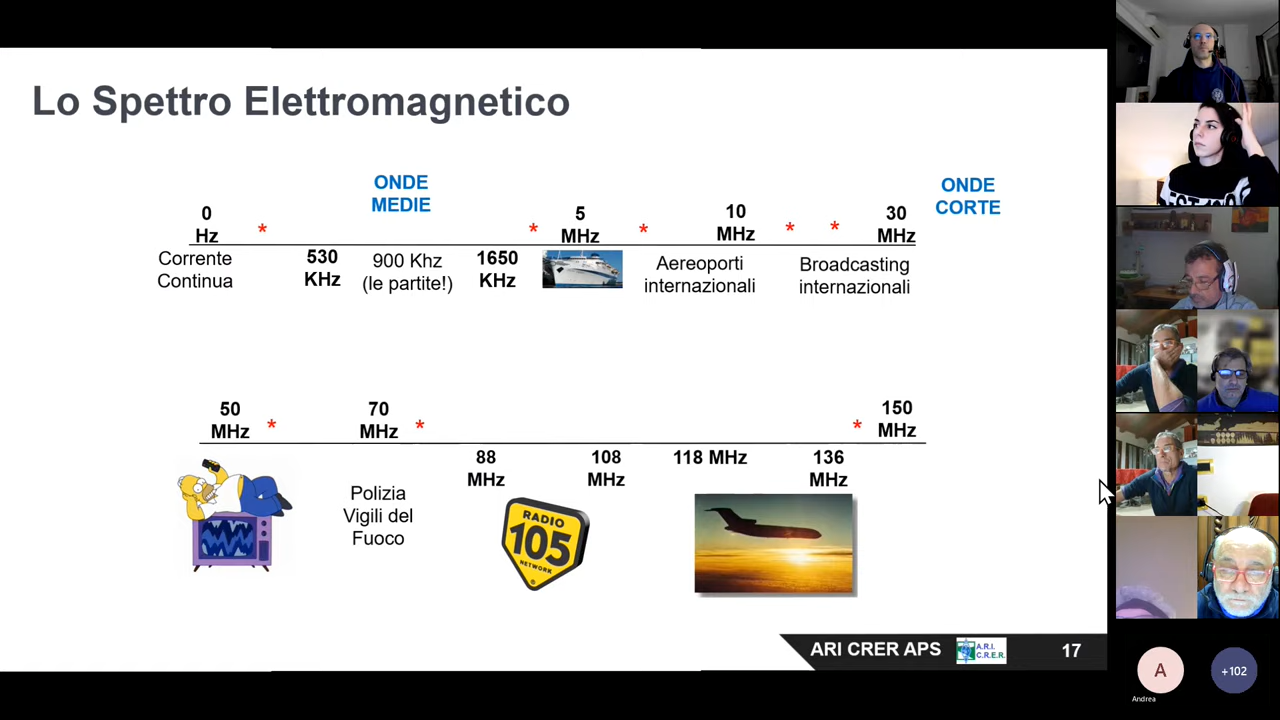 Lo Spettro Elettromagnetico
ONDE
MEDIE
ONDE
CORTE
0
Hz
*
*
5
MHz
*
10
MHz
*
*
30
MHz
Corrente
Continua
530
KHz
900 Khz
(le partite!)
1650
KHz
Aereoporti
internazionali
Broadcasting
internazionali
50
MHz
*
70
MHz
*
*
150
MHz
88
MHz
108
MHz
118 MHz
136
MHz
Polizia
Vigili del
Fuoco
RADIO
105
NETWORK
ARI CRER APS
A.R.I.
C.R.E.R.
17
A
Andrea
+102